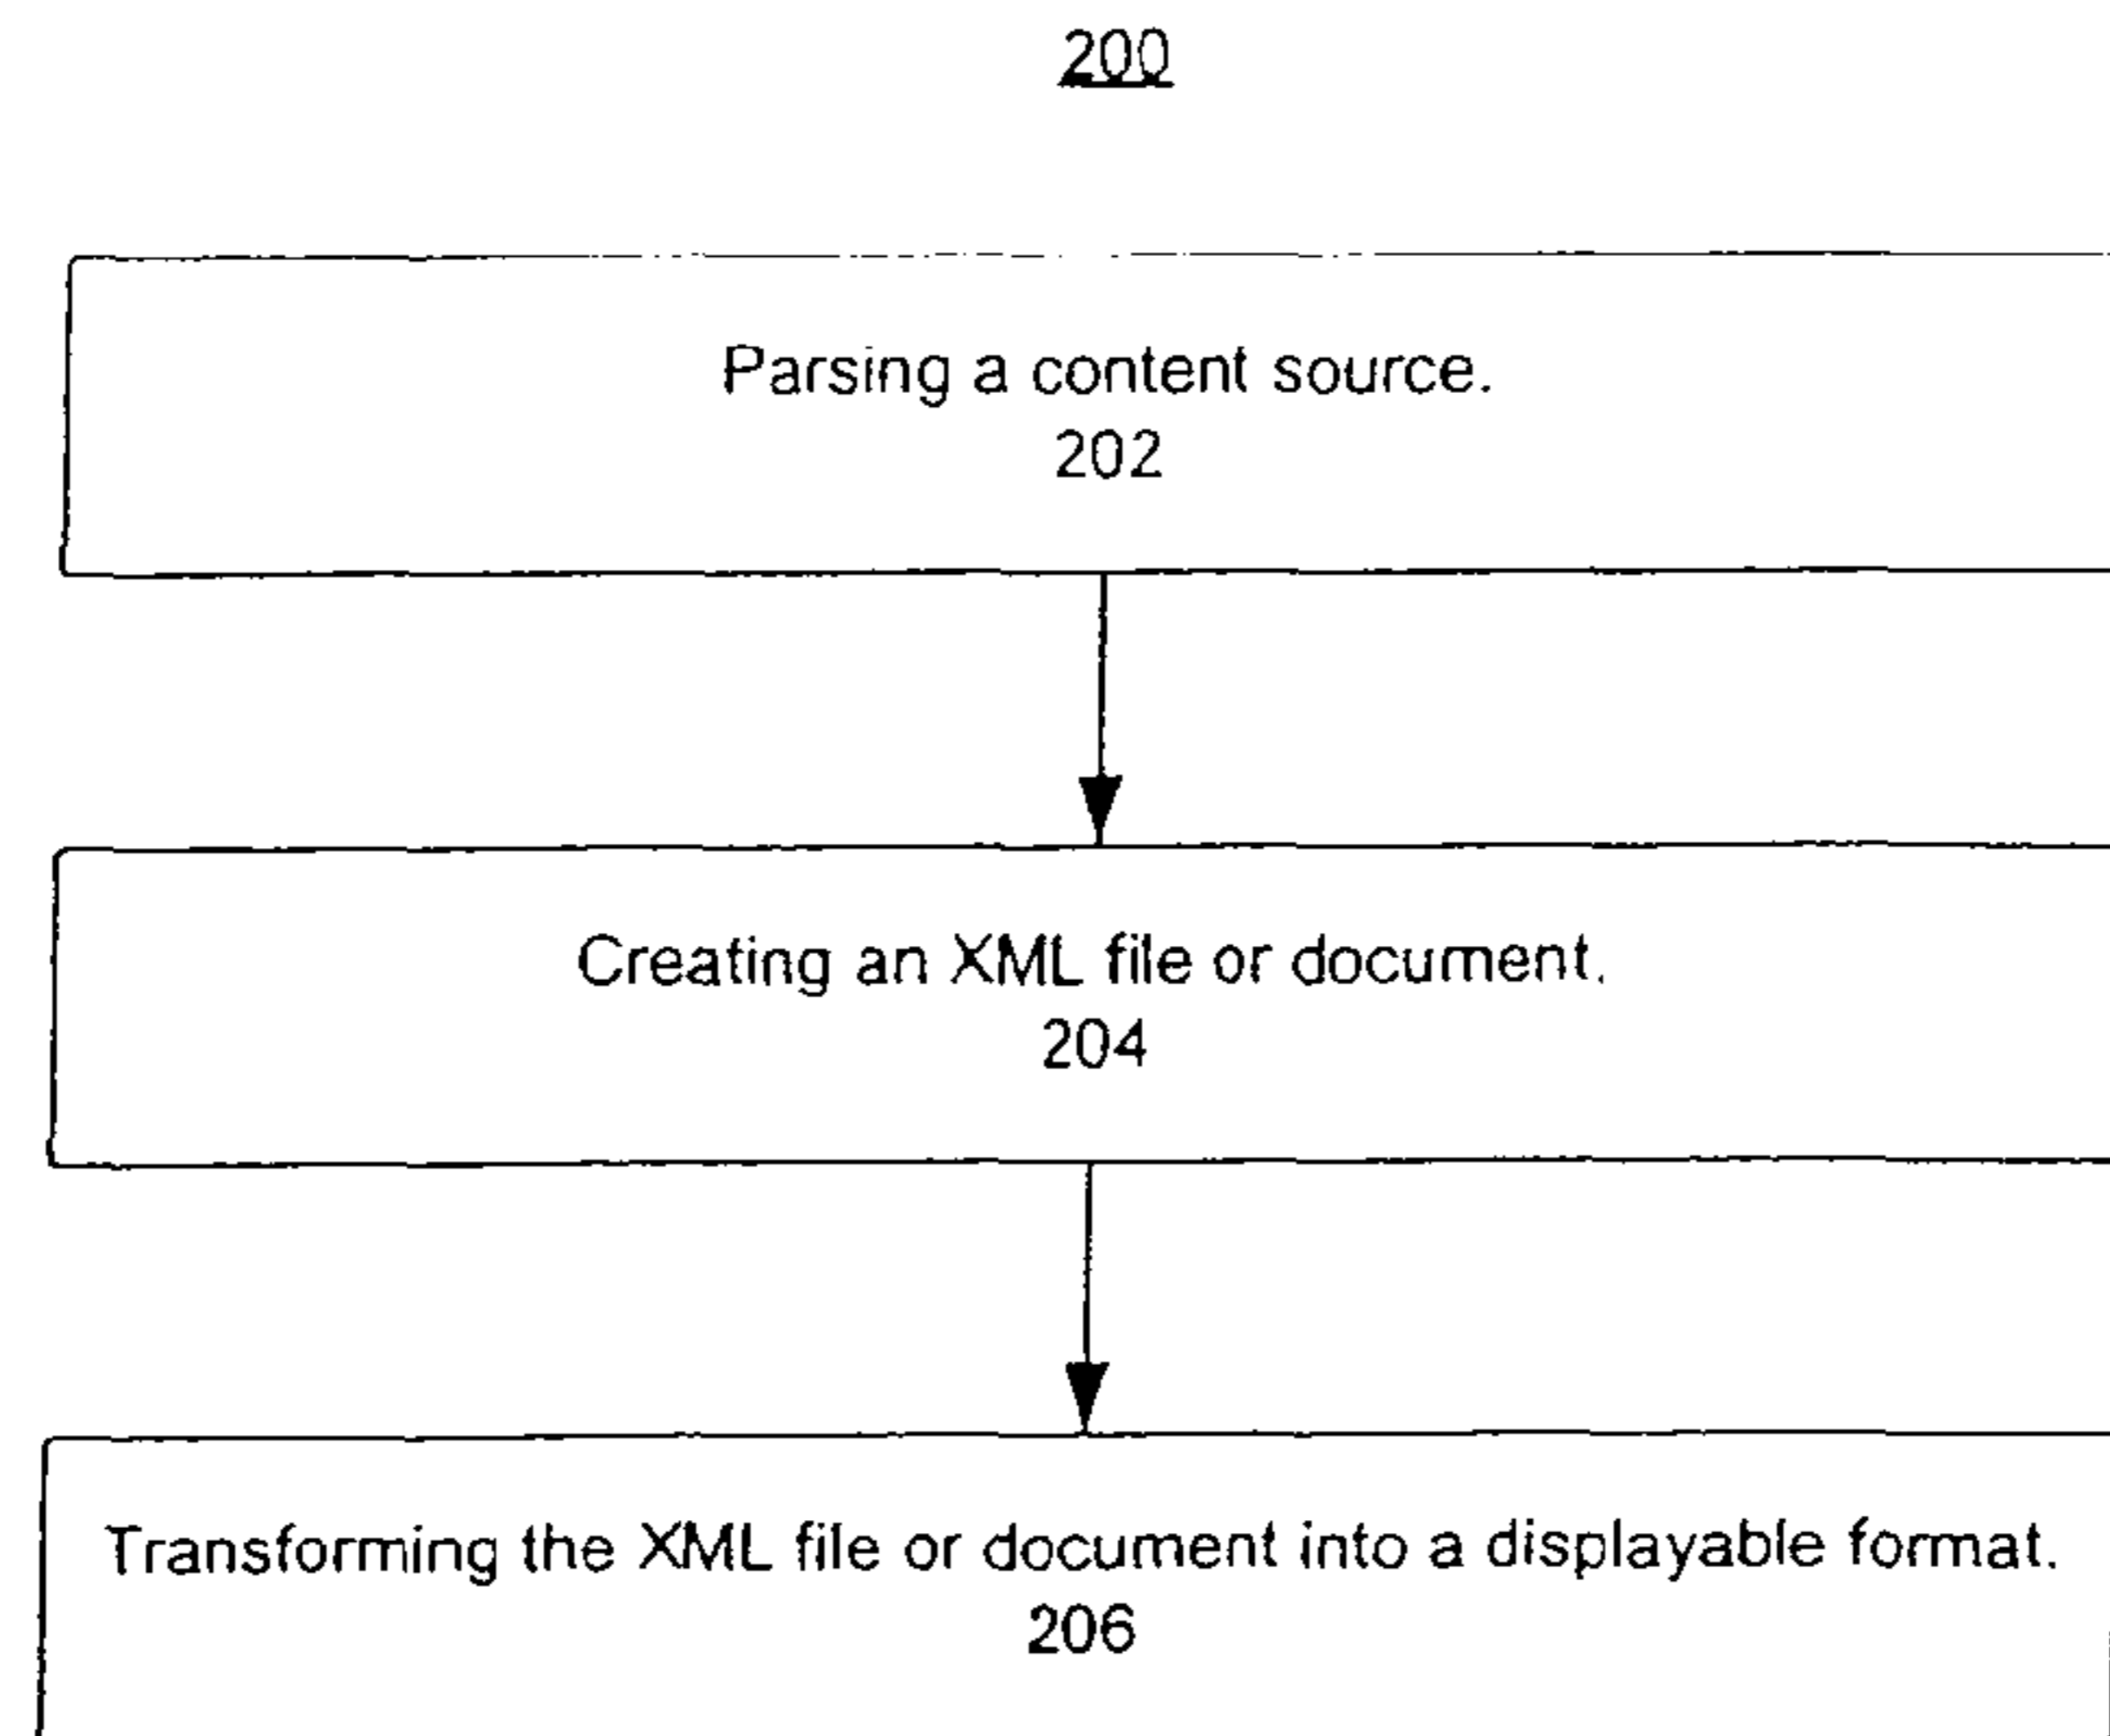 200
Parsing a content source.
202
Creating an XML file or document.
204
Transforming the XML file or document into a displayable format.
206